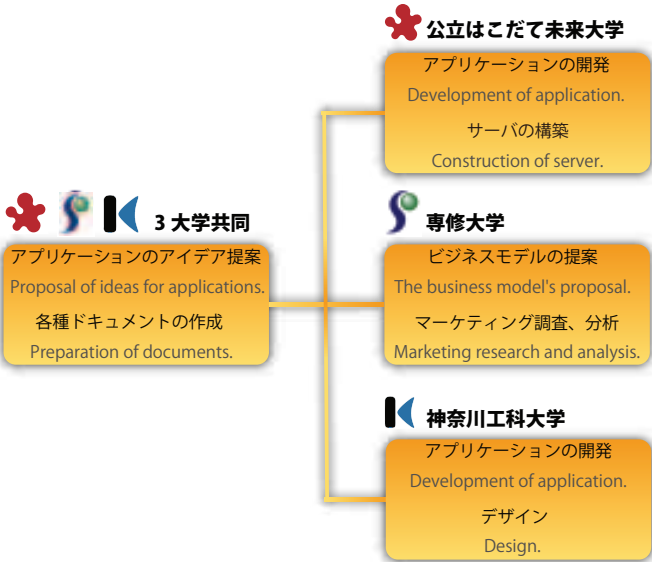 3 大学共同
アプリケーションのアイデア提案
Proposal of ideas for applications.
各種ドキュメントの作成
Preparation of documents.
公立はこだて未来大学
アプリケーションの開発
Development of application.
サーバの構築
Construction of server.
専修大学
ビジネスモデルの提案
The business model's proposal.
マーケティング調査、分析
Marketing research and analysis.
神奈川工科大学
アプリケーションの開発
Development of application.
デザイン
Design.